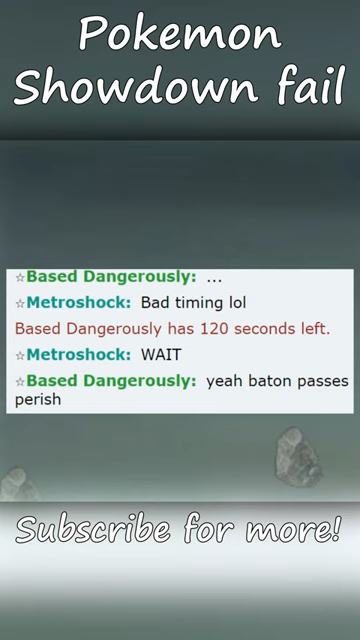 Pokemon
Showdown fail
☆Based Dangerously: ...
☆Metroshock: Bad timing lol
Based Dangerously has 120 seconds left.
☆Metroshock: WAIT
☆Based Dangerously: yeah baton passes
perish
Subscribe for more!